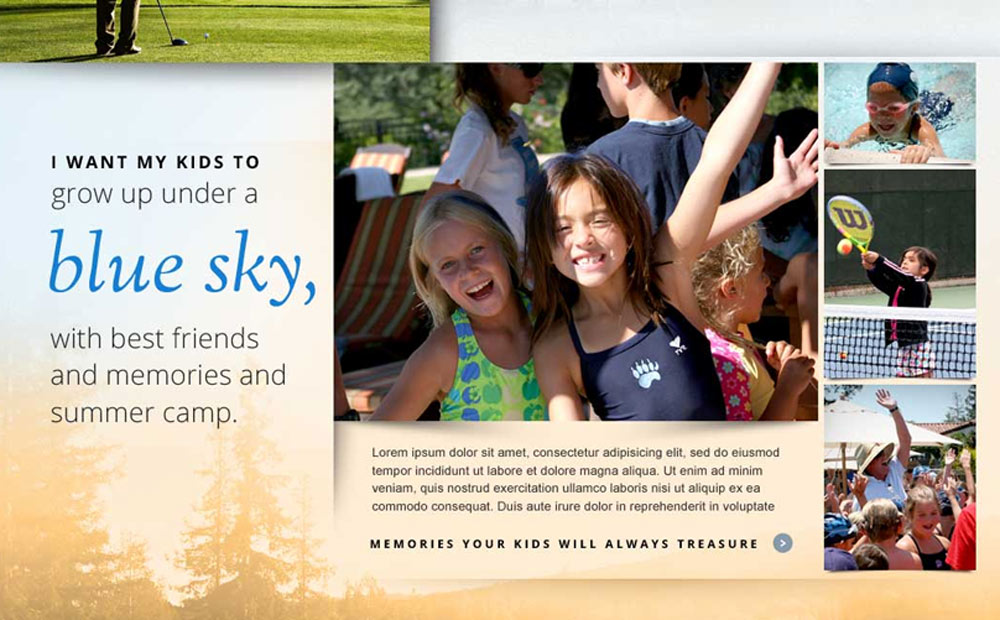 I WANT MY KIDS TO
grow up under a
blue sky,
with best friends
and memories and
summer camp.
Lorem ipsum dolor sit amet, consectetur adipisicing elit, sed do eiusmod
tempor incididunt ut labore et dolore magna aliqua. Ut enim ad minim
veniam, quis nostrud exercitation ullamco laboris nisi ut aliquip ex ea
commodo consequat. Duis aute irure dolor in reprehenderit in voluptate
MEMORIES YOUR KIDS WILL ALWAYS TREASURE
W